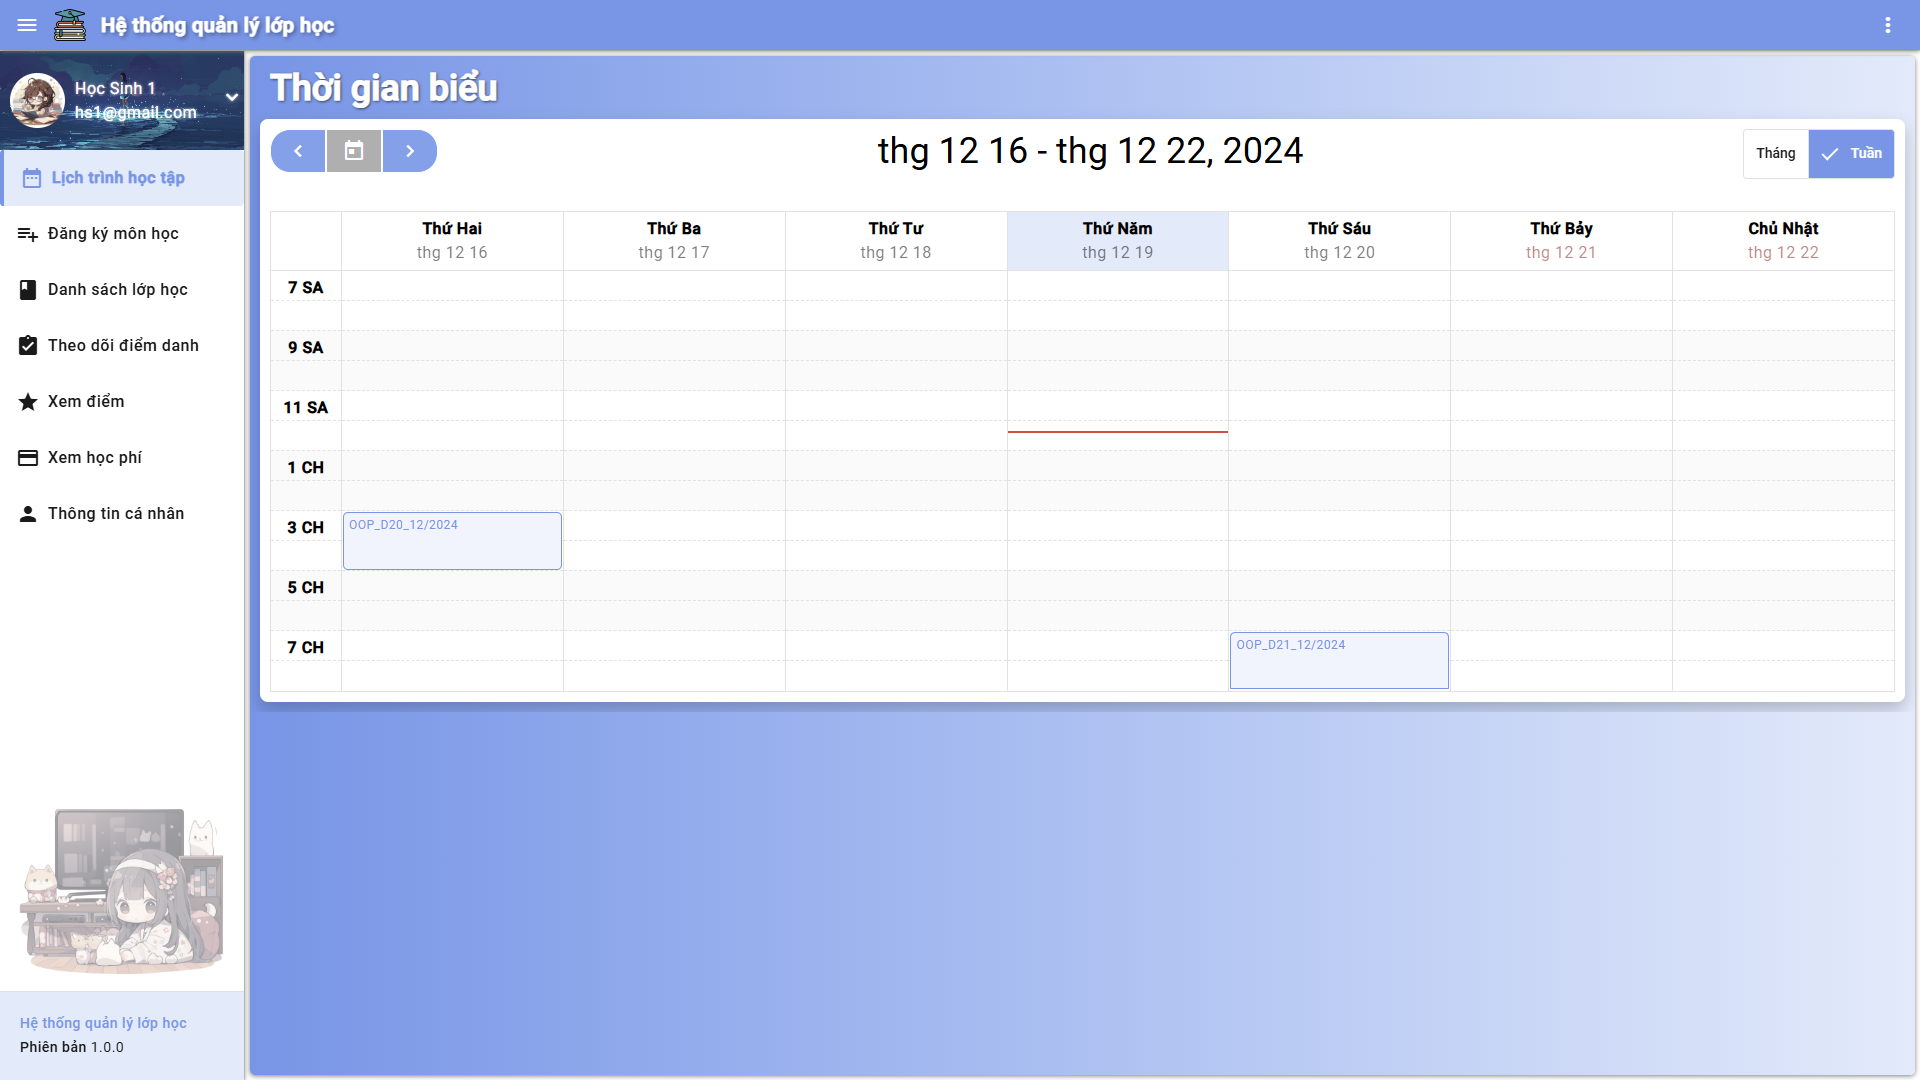 Hệ thống quản lý lớp học
Học Sinh 1
hs1@gmail.com
Lịch trình học tập
Đăng ký môn học
Danh sách lớp học
Theo dõi điểm danh
Xem điểm
Xem học phí
Thông tin cá nhân
Hệ thống quản lý lớp học
Phiên bản 1.0.0
Thời gian biểu
thg 12 16 - thg 12 22, 2024
Tháng
Tuần
Thứ Hai
thg 12 16
Thứ Ba
thg 12 17
Thứ Tư
thg 12 18
Thứ Năm
thg 12 19
Thứ Sáu
thg 12 20
Thứ Bảy
thg 12 21
Chủ Nhật
thg 12 22
7 SA
9 SA
11 SA
1 CH
3 CH
OOP_D20_12/2024
5 CH
7 CH
OOP_D21_12/2024